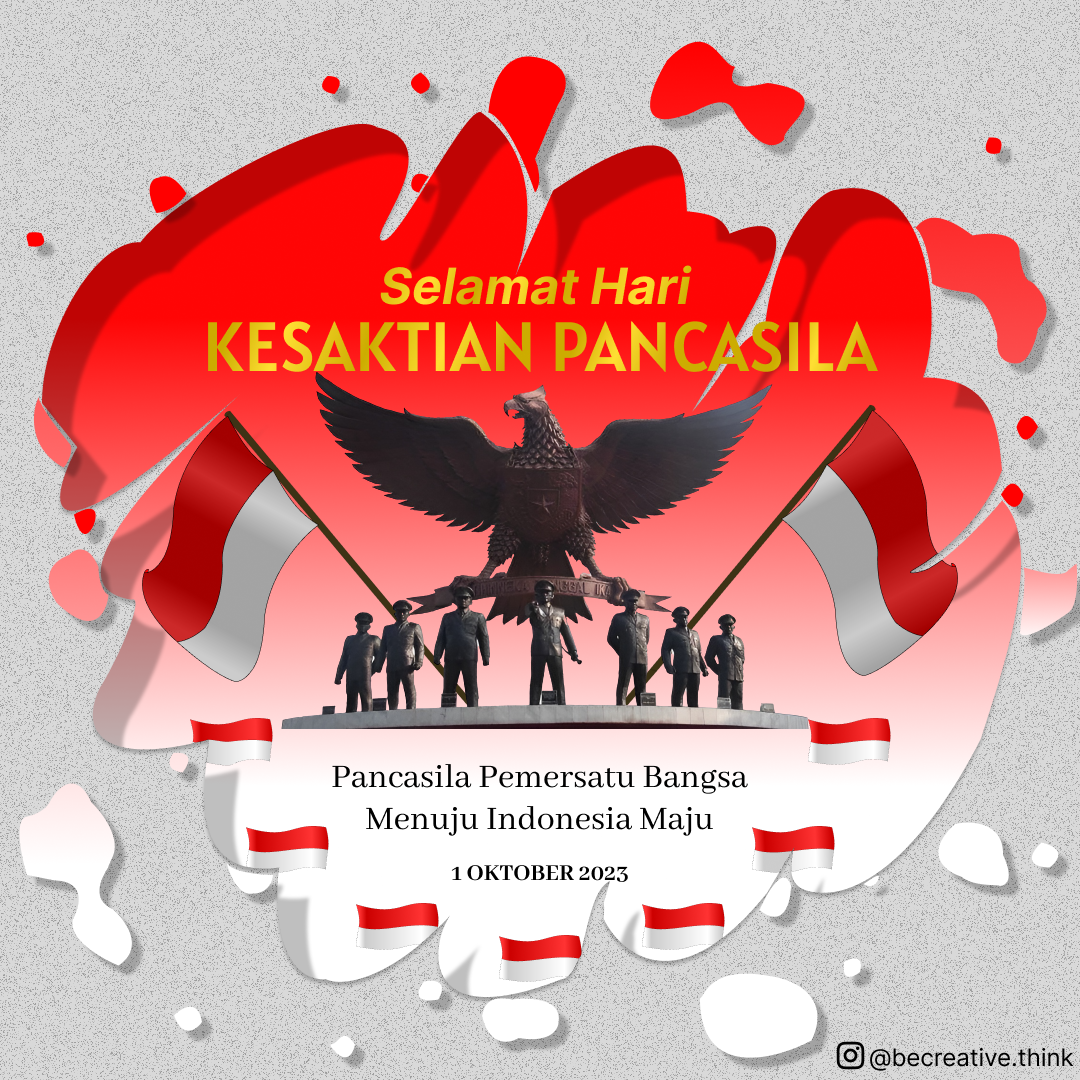 Selamat Hari
KESAKTIAN PANCASILA
Pancasila Pemersatu Bangsa
Menuju Indonesia Maju
1 OKTOBER 2023
@becreative.think